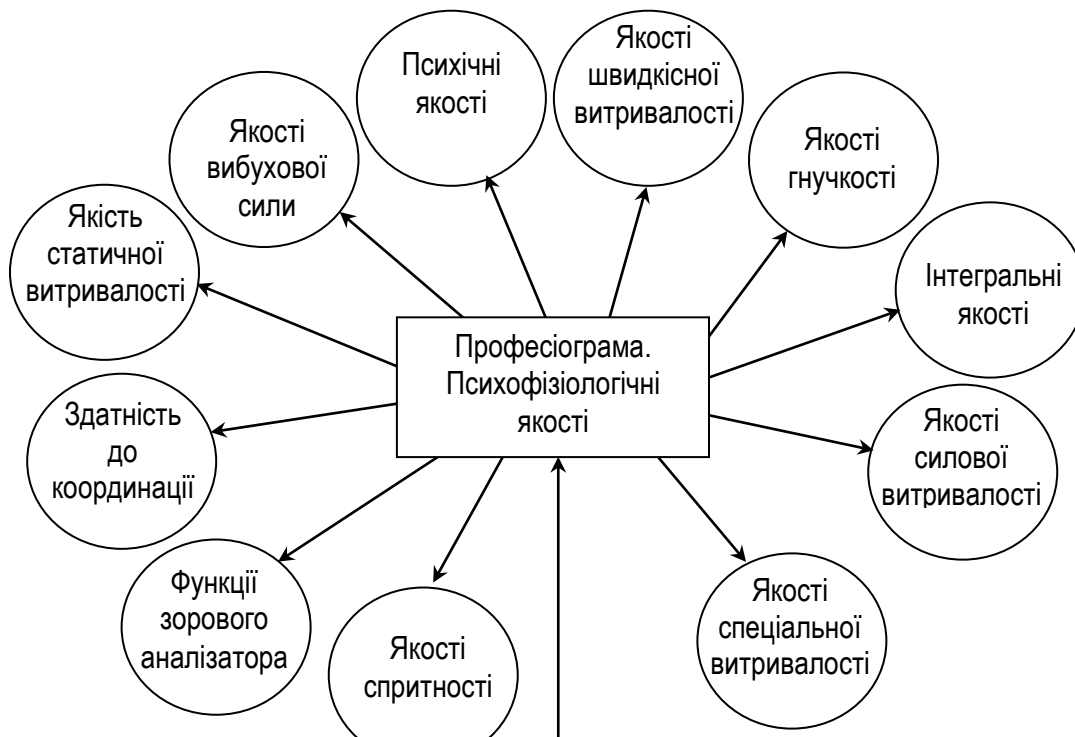 Психічні
якості
Якості
швидкісної
витривалості
Якості
вибухової
сили
Якості
гнучкості
Якість
статичної
витривалості
Інтегральні
якості
Професіограма.
Психофізіологічні
якості
Здатність
до
координації
Якості
силової
витривалості
Функції
зорового
аналізатора
Якості
спритності
Якості
спеціальної
витривалості